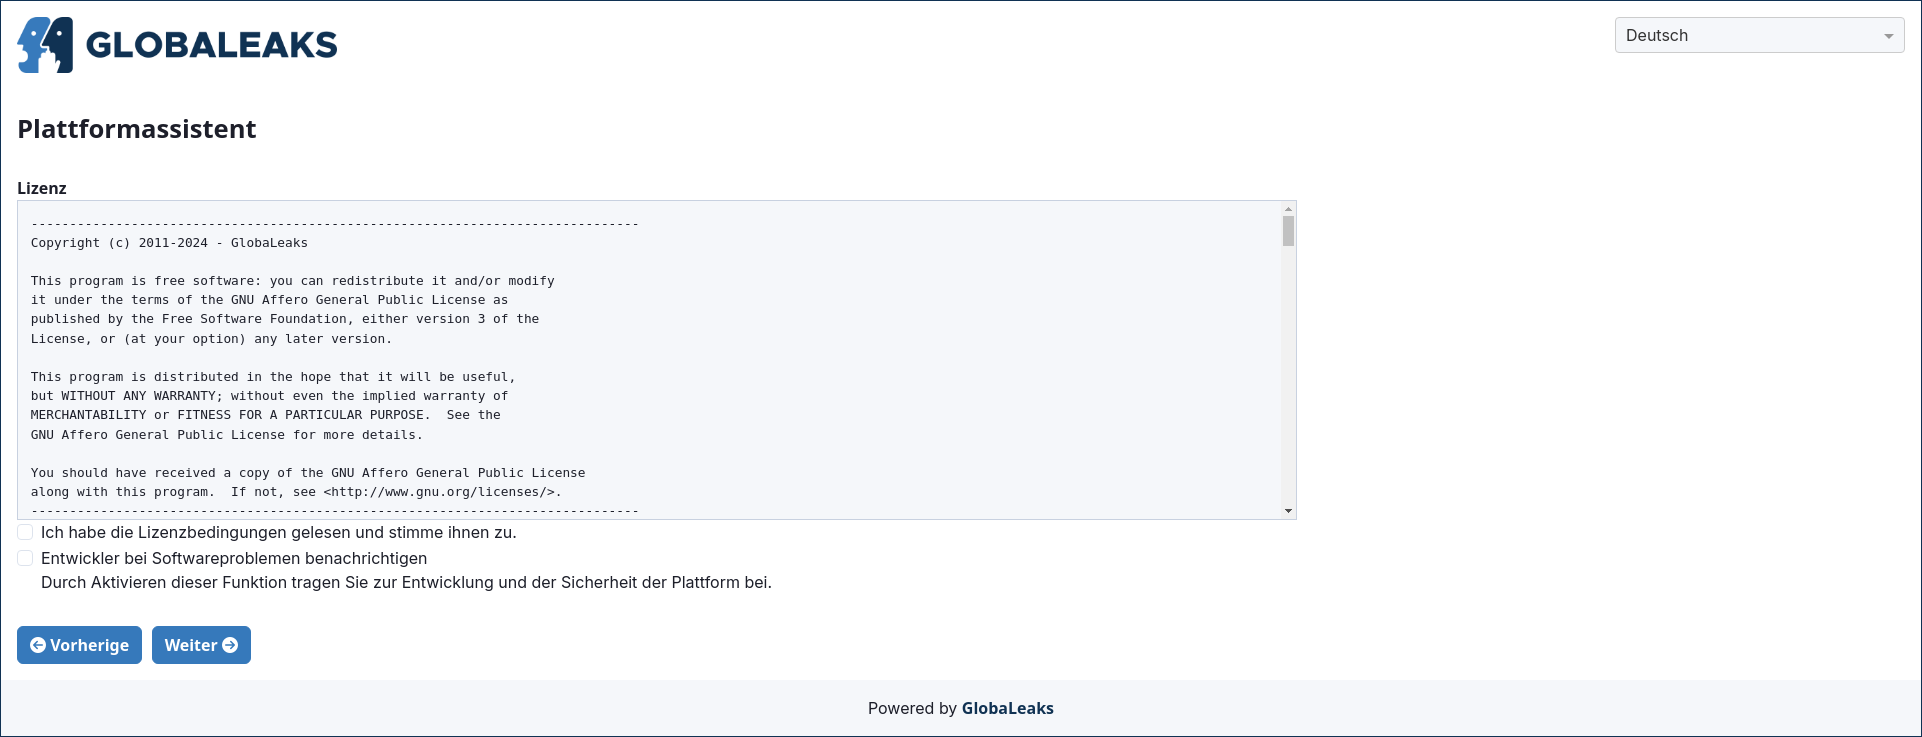 GLOBALEAKS
Deutsch
Plattformassistent
Lizenz
-------------------------------------------------------------------------------
Copyright (c) 2011-2024 - GlobaLeaks
This program is free software: you can redistribute it and/or modify
it under the terms of the GNU Affero General Public License as
published by the Free Software Foundation, either version 3 of the
License, or (at your option) any later version.
This program is distributed in the hope that it will be useful,
but WITHOUT ANY WARRANTY; without even the implied warranty of
MERCHANTABILITY or FITNESS FOR A PARTICULAR PURPOSE.  See the
GNU Affero General Public License for more details.
You should have received a copy of the GNU Affero General Public License
along with this program.  If not, see <http://www.gnu.org/licenses/>.
-------------------------------------------------------------------------------
Ich habe die Lizenzbedingungen gelesen und stimme ihnen zu.
Entwickler bei Softwareproblemen benachrichtigen
Durch Aktivieren dieser Funktion tragen Sie zur Entwicklung und der Sicherheit der Plattform bei.
Vorherige Weiter
Powered by GlobaLeaks